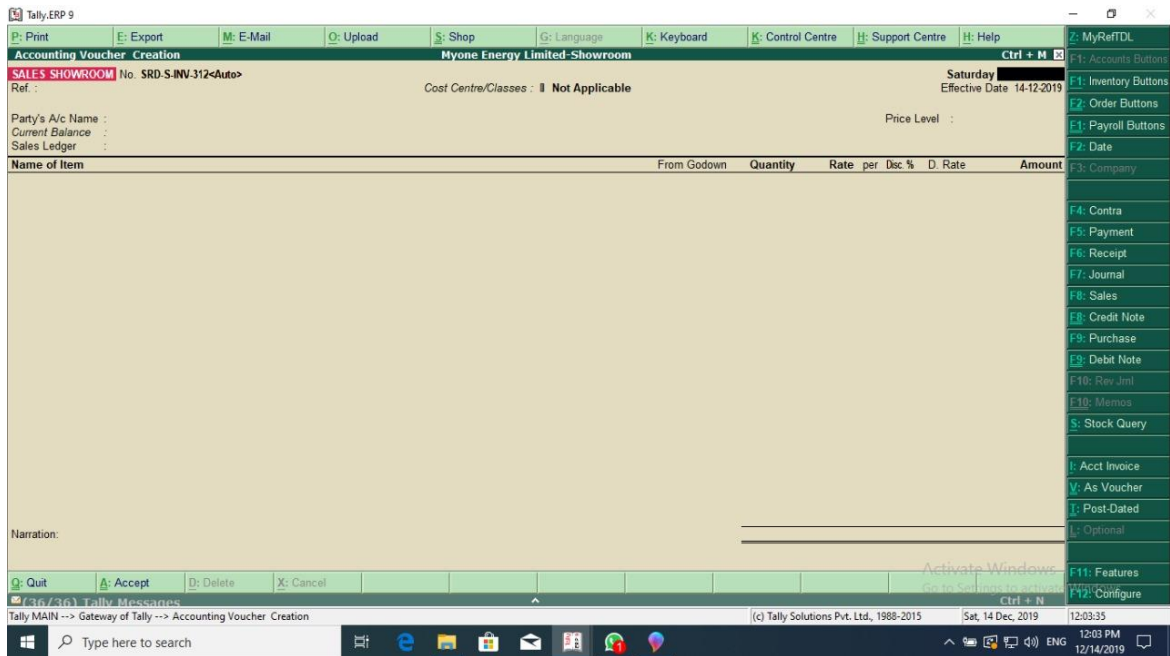 Tally.ERP 9
P: Print E: Export M: E-Mail O: Upload S: Shop G: Language K: Keyboard K: Control Centre H: Support Centre H: Help
Z: MyRefTDL
Accounting Voucher Creation Myone Energy Limited-Showroom Ctrl + M
F1: Accounts Buttons
SALES SHOWROOM No. SRD-S-INV-312<Auto> Saturday
Ref. : Cost Centre/Classes : Not Applicable Effective Date 14-12-2019
F1: Inventory Buttons
F2: Order Buttons
Party's A/c Name : Price Level :
F1: Payroll Buttons
Current Balance :
Sales Ledger :
F2: Date
Name of Item From Godown Quantity Rate per Disc. % D. Rate Amount
F3: Company
F4: Contra
F5: Payment
F6: Receipt
F7: Journal
F8: Sales
F8: Credit Note
F9: Purchase
F9: Debit Note
F10: Rev Jrnl
F10: Memos
S: Stock Query
I: Acct Invoice
V: As Voucher
T: Post-Dated
L: Optional
Narration:
Activate Windows
Go to Settings to activate Windows.
F11: Features
F12: Configure
Q: Quit A: Accept D: Delete X: Cancel
(36/36) Tally Messages Ctrl + N
Tally MAIN --> Gateway of Tally --> Accounting Voucher Creation (c) Tally Solutions Pvt. Ltd., 1988-2015 Sat, 14 Dec, 2019 12:03:35
Type here to search ENG 12:03 PM
12/14/2019